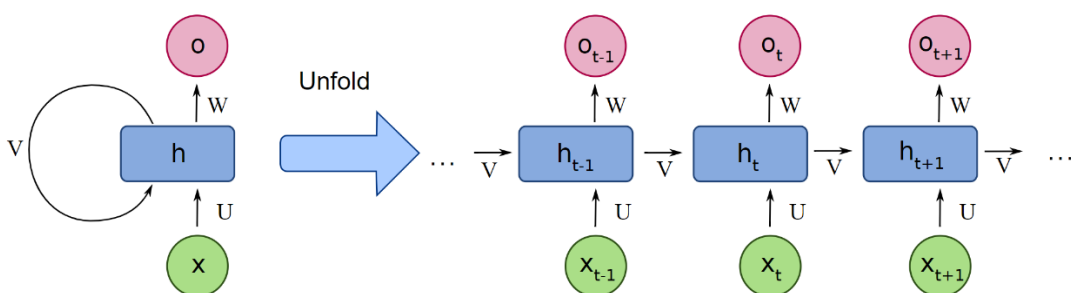 o
W
V
h
U
x
Unfold
o_{t-1}
o_t
o_{t+1}
W
W
W
...
V
h_{t-1}
V
h_t
V
h_{t+1}
V
...
U
U
U
x_{t-1}
x_t
x_{t+1}